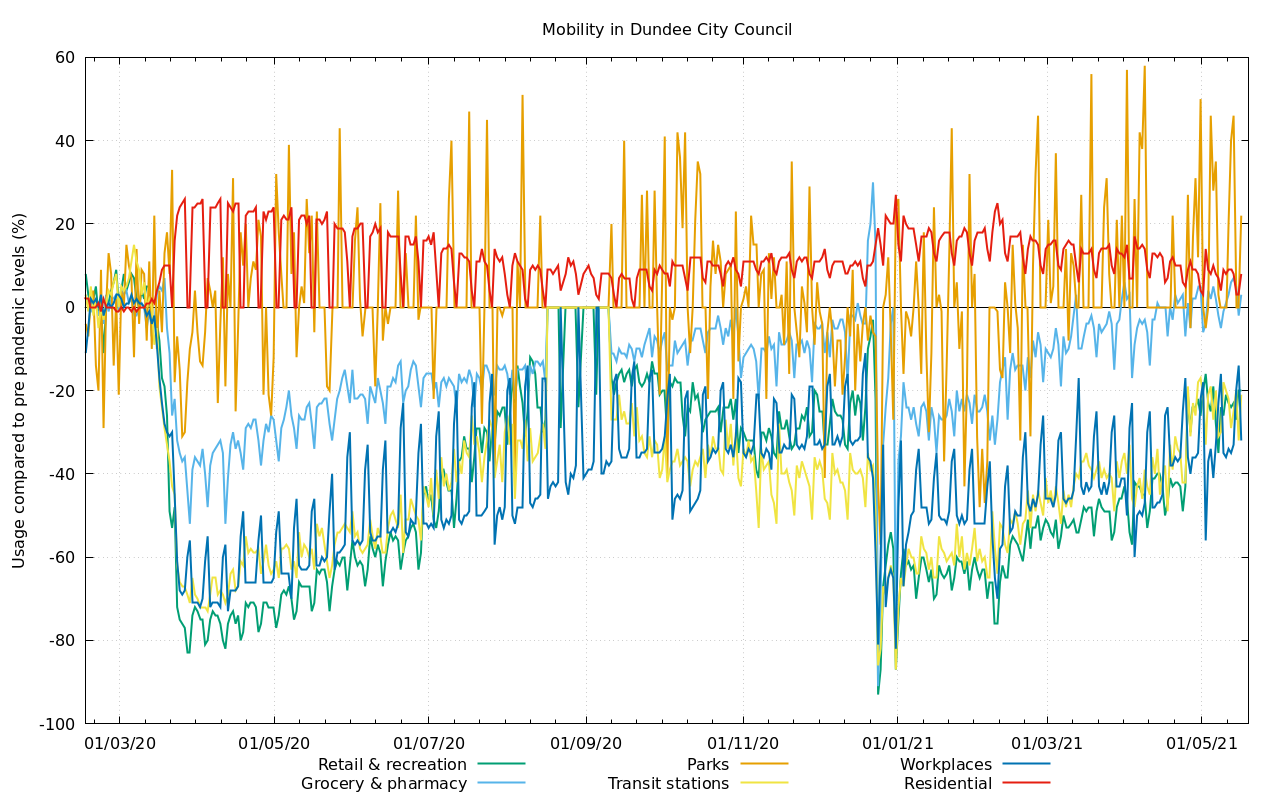 Mobility in Dundee City Council
Usage compared to pre pandemic levels (%)
60
40
20
0
-20
-40
-60
-80
-100
01/03/20 01/05/20 01/07/20 01/09/20 01/11/20 01/01/21 01/03/21 01/05/21
Retail & recreation Parks Workplaces
Grocery & pharmacy Transit stations Residential